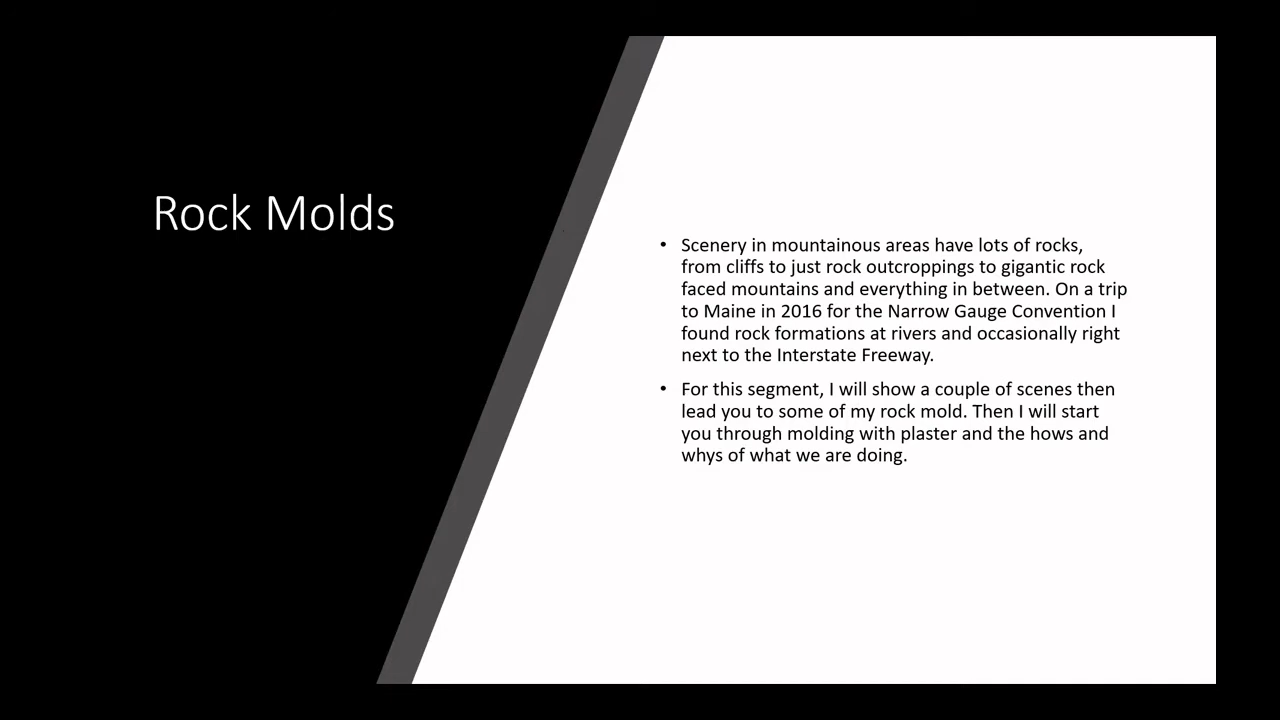 Rock Molds
• Scenery in mountainous areas have lots of rocks,
from cliffs to just rock outcroppings to gigantic rock
faced mountains and everything in between. On a trip
to Maine in 2016 for the Narrow Gauge Convention I
found rock formations at rivers and occasionally right
next to the Interstate Freeway.
• For this segment, I will show a couple of scenes then
lead you to some of my rock mold. Then I will start
you through molding with plaster and the hows and
whys of what we are doing.